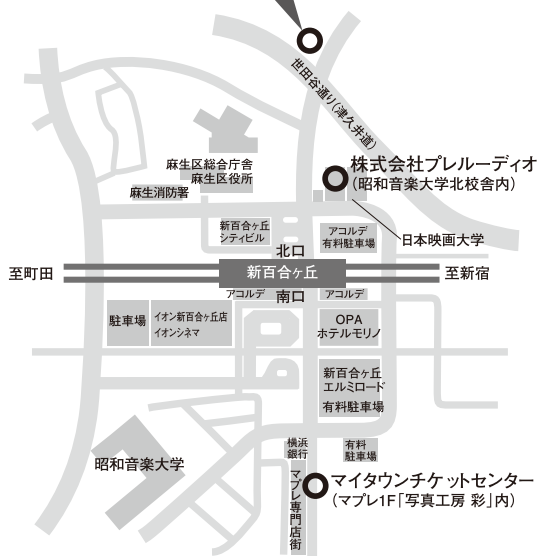 世田谷通り(津久井道)
株式会社プレルーディオ
(昭和音楽大学北校舎内)
麻生区総合庁舎
麻生区役所
麻生消防署
新百合ヶ丘
シティビル
アコルデ
有料駐車場
日本映画大学
北口
至町田
新百合ヶ丘
至新宿
アコルデ
南口
アコルデ
駐車場
イオン新百合ヶ丘店
イオンシネマ
OPA
ホテルモリノ
新百合ヶ丘
エルミロード
有料駐車場
横浜
銀行
有料
駐車場
昭和音楽大学
マプレ専門店街
マイタウンチケットセンター
(マプレ1F「写真工房 彩」内)